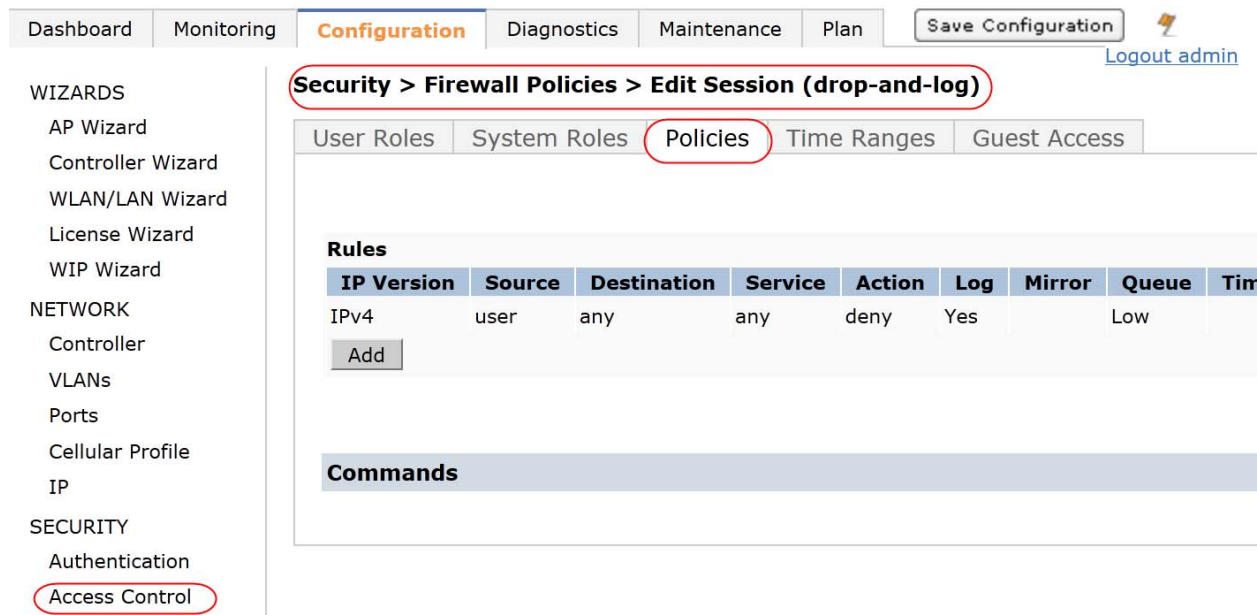 Dashboard Monitoring Configuration Diagnostics Maintenance Plan Save Configuration
Logout admin
Security > Firewall Policies > Edit Session (drop-and-log)
User Roles System Roles Policies Time Ranges Guest Access
WIZARDS
AP Wizard
Controller Wizard
WLAN/LAN Wizard
License Wizard
WIP Wizard
NETWORK
Controller
VLANs
Ports
Cellular Profile
IP
SECURITY
Authentication
Access Control
Rules
IP Version Source Destination Service Action Log Mirror Queue Tim
IPv4 user any any deny Yes Low
Add
Commands